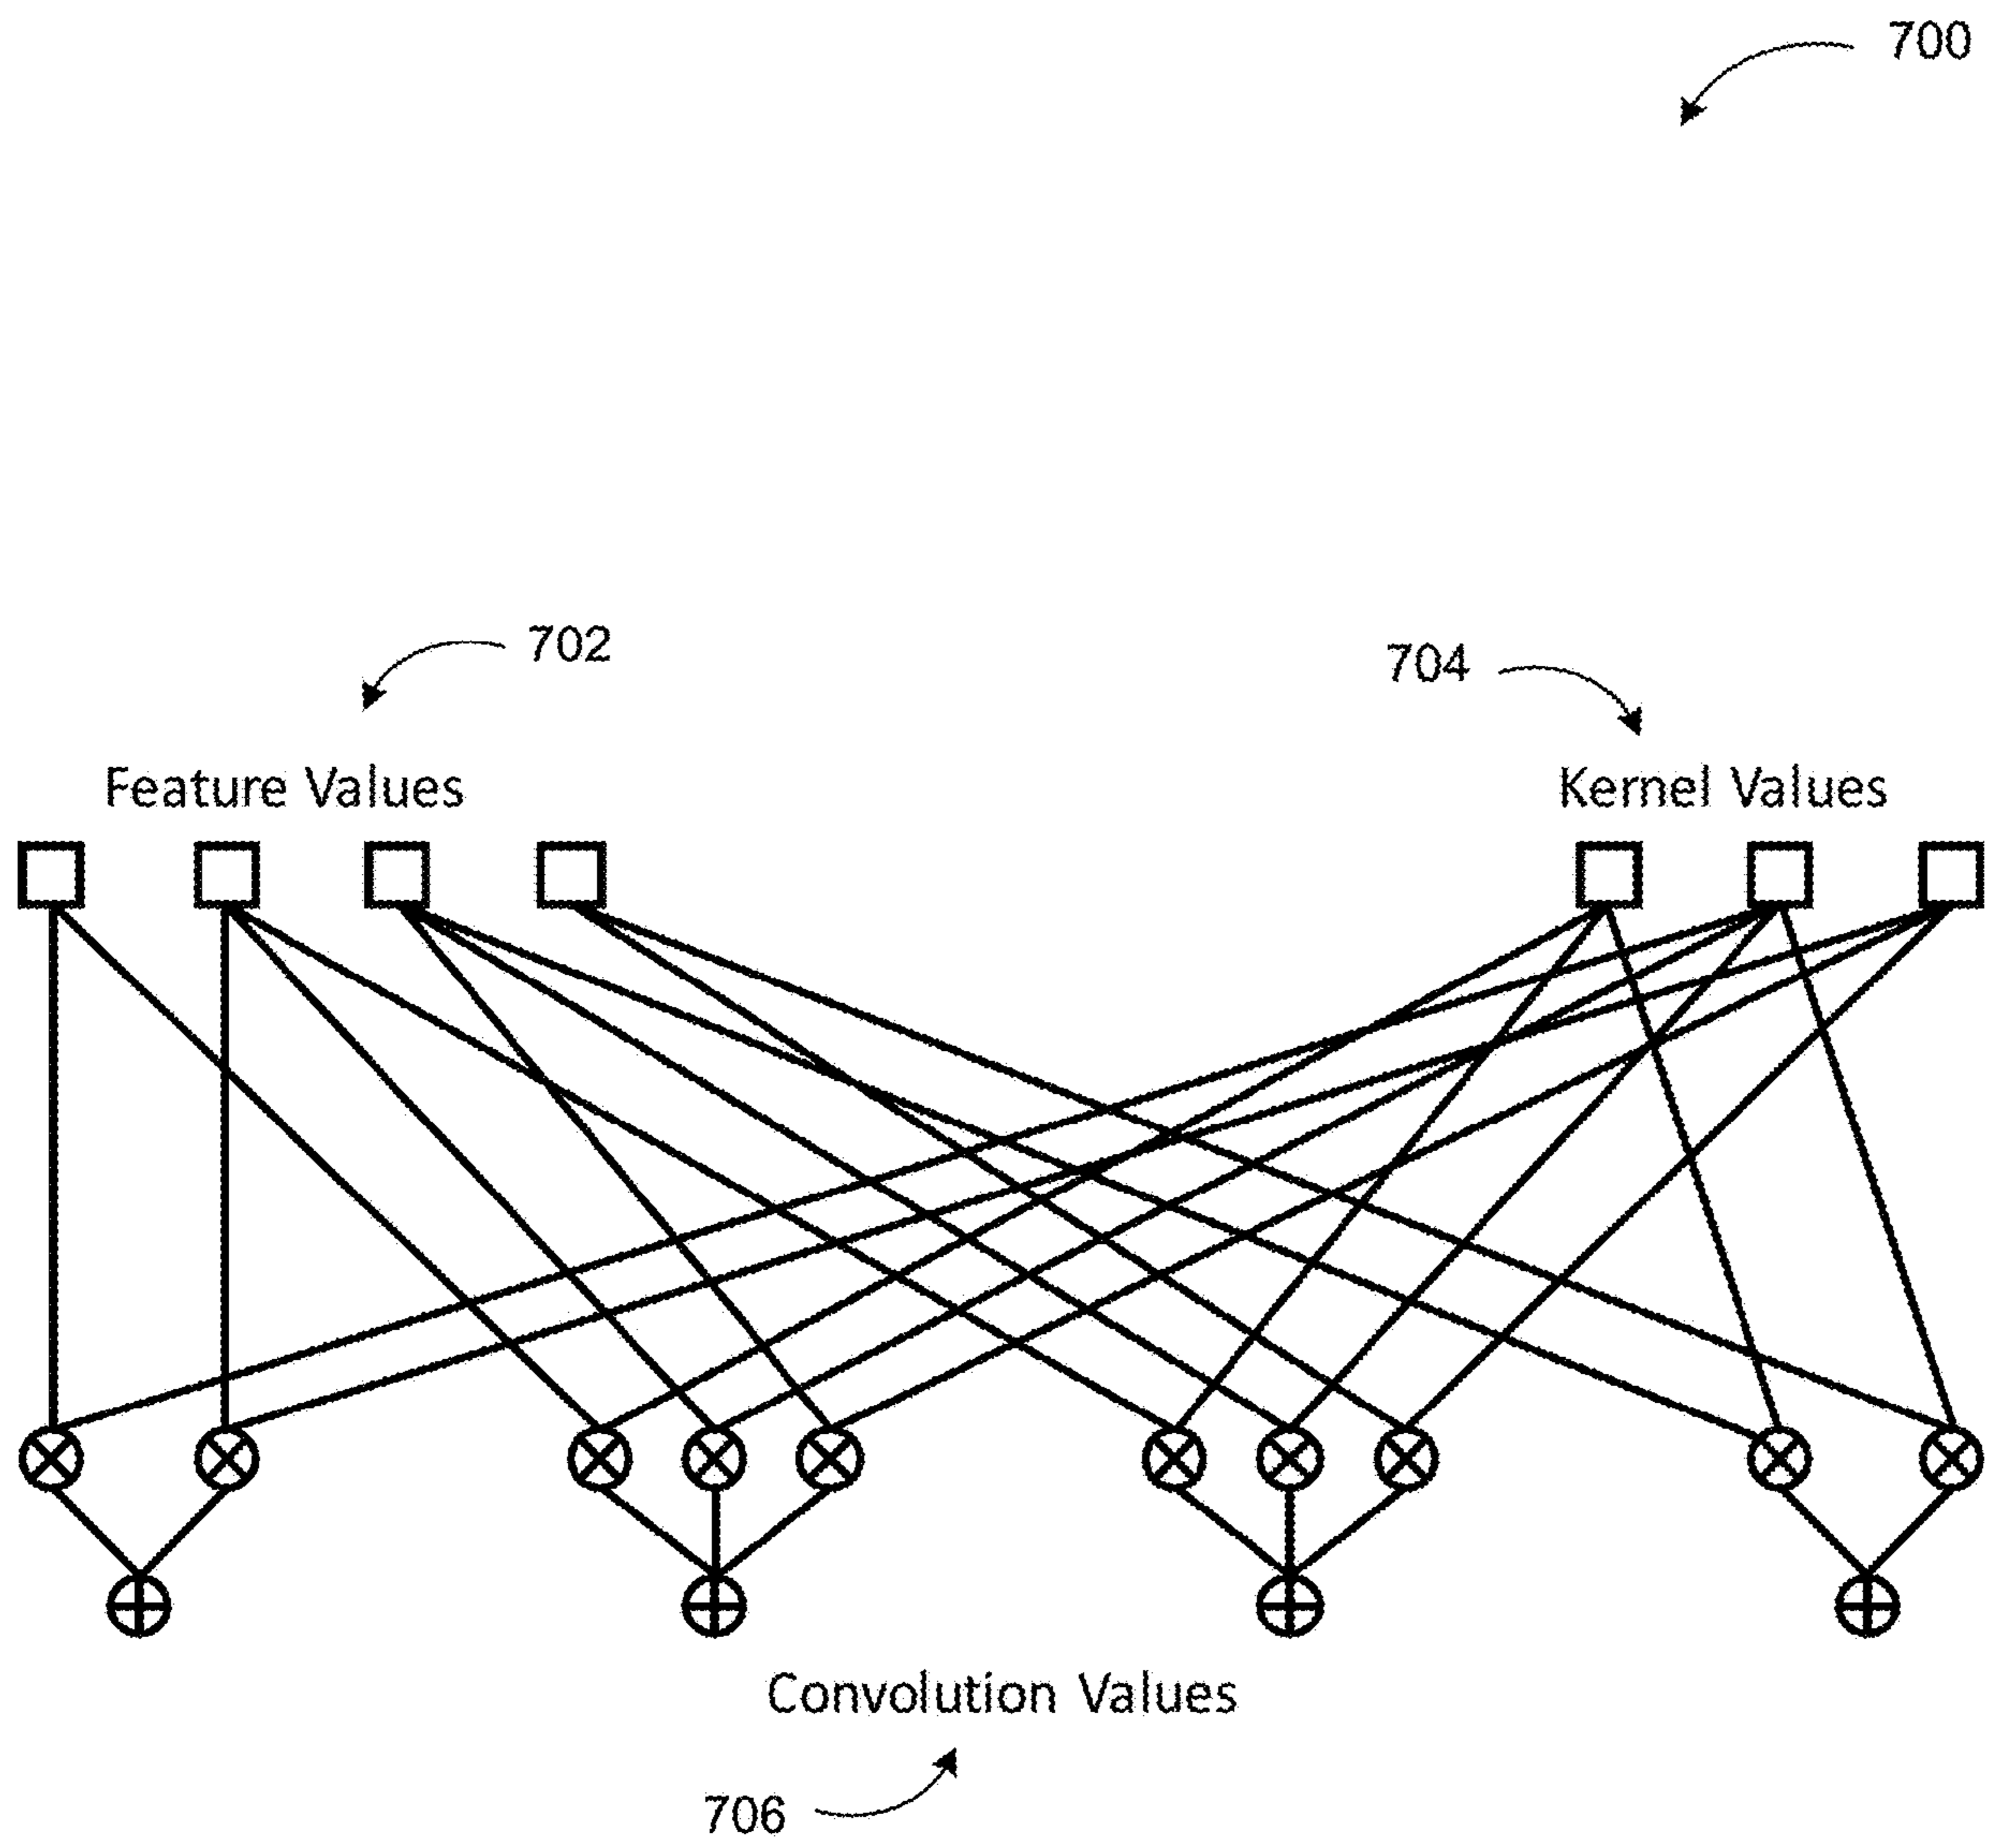 700
702
704
Feature Values
Kernel Values
Convolution Values
706